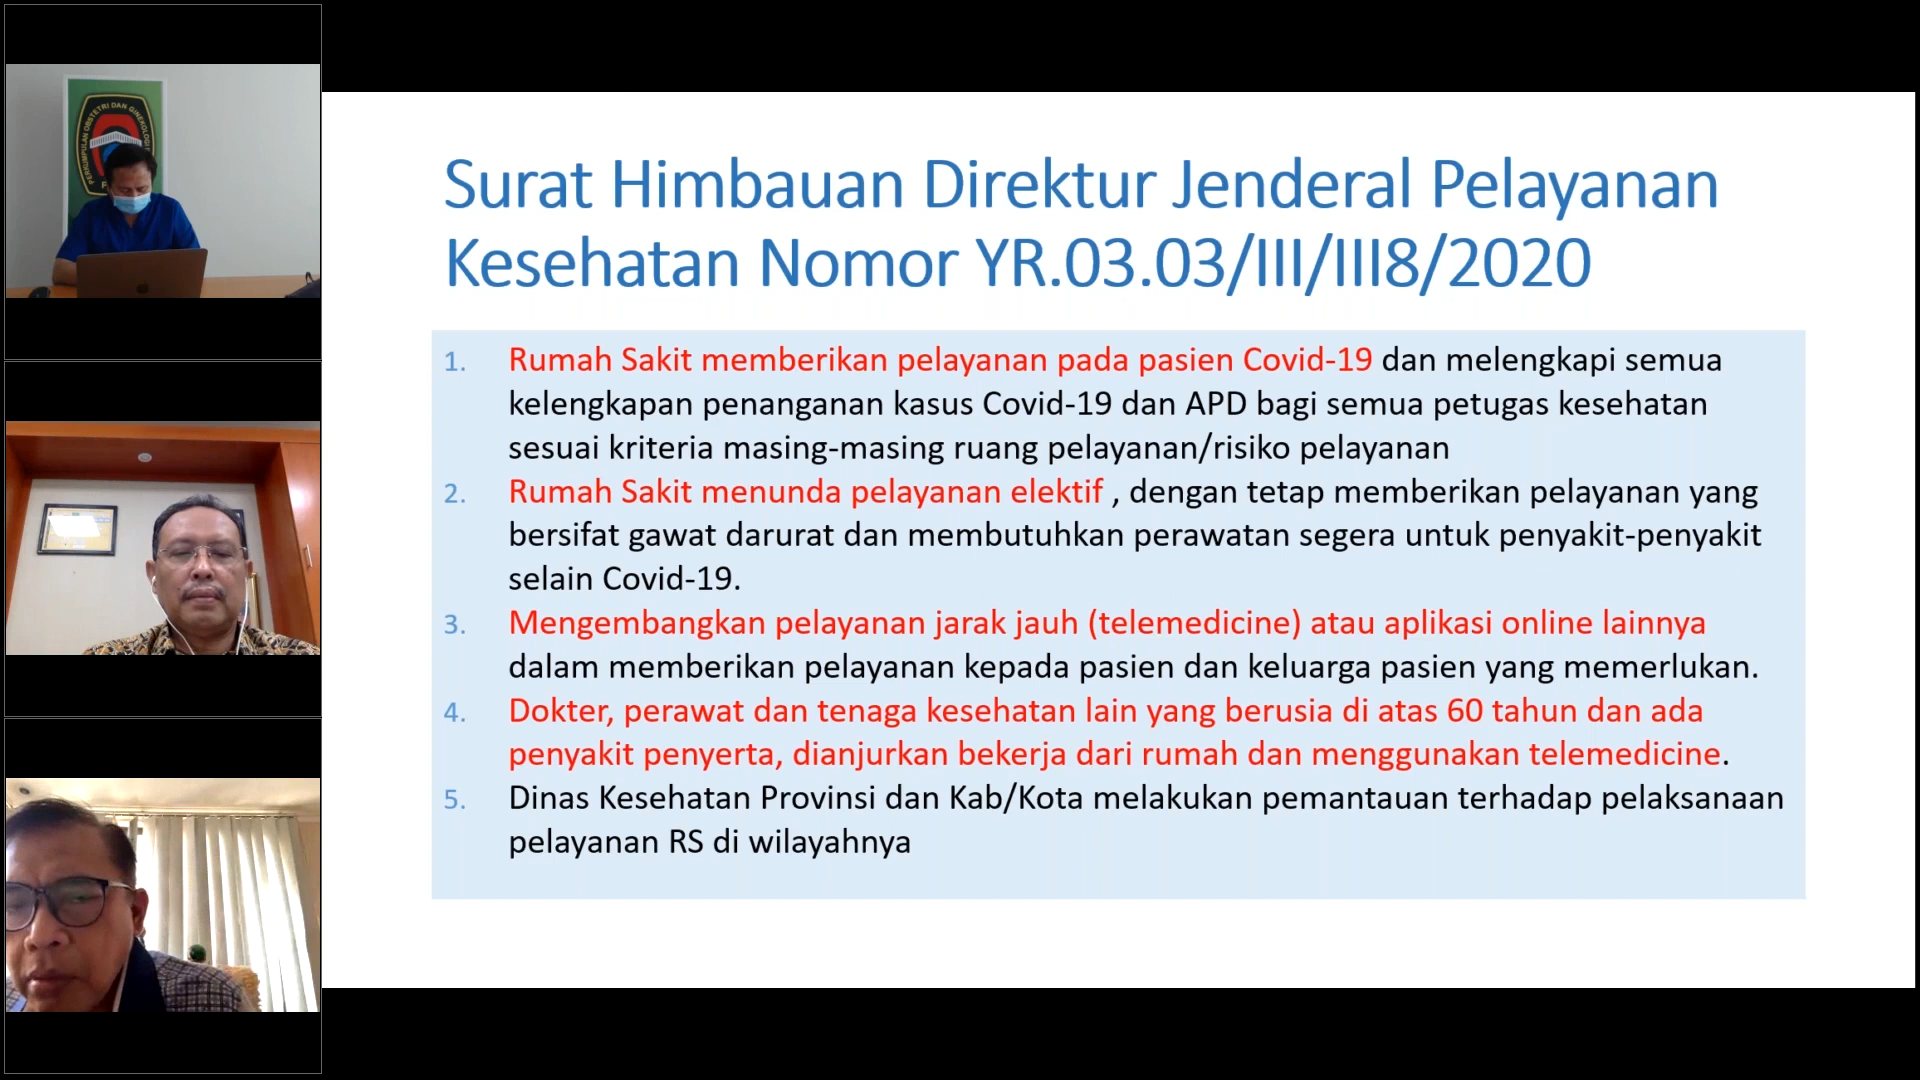 PERKUMPULAN OBSTETRI DAN GINEKOLOGI
Surat Himbauan Direktur Jenderal Pelayanan
Kesehatan Nomor YR.03.03/III/III8/2020
1. Rumah Sakit memberikan pelayanan pada pasien Covid-19 dan melengkapi semua
kelengkapan penanganan kasus Covid-19 dan APD bagi semua petugas kesehatan
sesuai kriteria masing-masing ruang pelayanan/risiko pelayanan
2. Rumah Sakit menunda pelayanan elektif , dengan tetap memberikan pelayanan yang
bersifat gawat darurat dan membutuhkan perawatan segera untuk penyakit-penyakit
selain Covid-19.
3. Mengembangkan pelayanan jarak jauh (telemedicine) atau aplikasi online lainnya
dalam memberikan pelayanan kepada pasien dan keluarga pasien yang memerlukan.
4. Dokter, perawat dan tenaga kesehatan lain yang berusia di atas 60 tahun dan ada
penyakit penyerta, dianjurkan bekerja dari rumah dan menggunakan telemedicine.
5. Dinas Kesehatan Provinsi dan Kab/Kota melakukan pemantauan terhadap pelaksanaan
pelayanan RS di wilayahnya